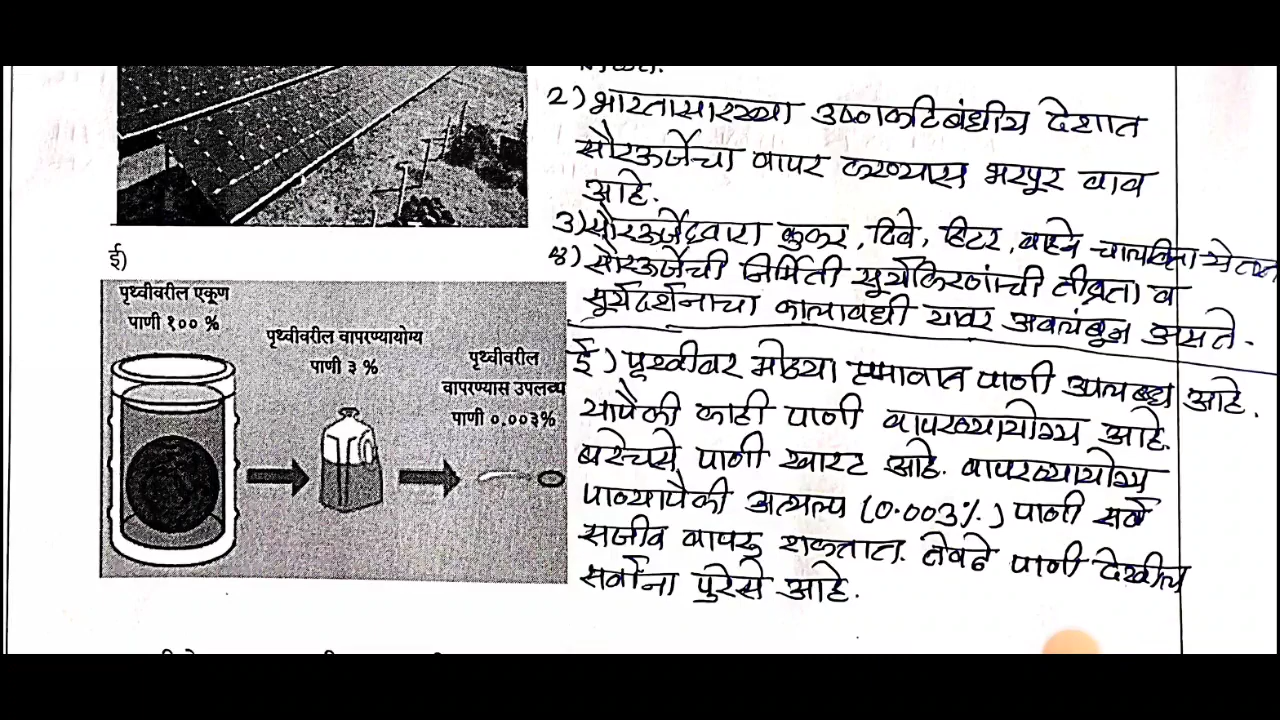 2) भारतासारख्या उष्णकटिबंधीय देशात
सौरऊर्जेचा वापर करण्यास भरपूर वाव
आहे.
3) सौरऊर्जेद्वारा कुकर, दिवे, हिटर, वाहने चालविता येतात
४) सौरऊर्जेची निर्मिती सूर्यकिरणांची तीव्रता व
सूर्यदर्शनाचा कालावधी यावर अवलंबून असते.
ई)
पृथ्वीवरील एकूण
पाणी १०० %
पृथ्वीवरील वापरण्यायोग्य
पाणी ३ %
पृथ्वीवरील
वापरण्यास उपलब्ध
पाणी ०.००३%
ई) पृथ्वीवर मोठ्या प्रमाणात पाणी उपलब्ध आहे.
यापैकी काही पाणी वापरण्यायोग्य आहे.
बरेचसे पाणी खारट आहे. वापरण्यायोग्य
पाण्यापैकी अत्यल्प (0.003%) पाणी सर्व
सजीव वापरू शकतात. तेवढे पाणी देखील
सर्वांना पुरेसे आहे.